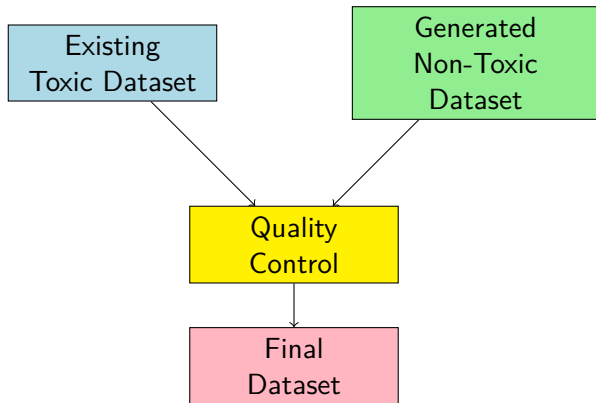 Existing
Toxic Dataset
Generated
Non-Toxic
Dataset
Quality
Control
Final
Dataset